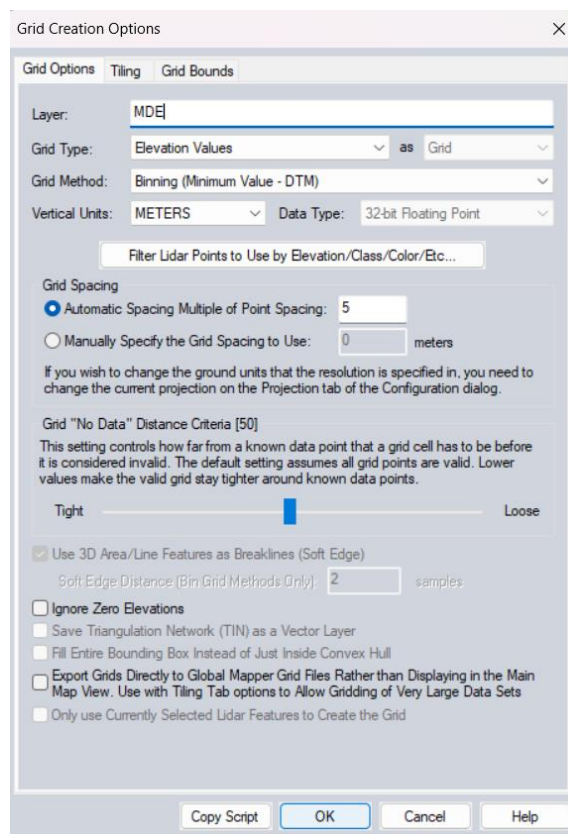 Grid Creation Options
Grid Options Tiling Grid Bounds
Layer: MDE
Grid Type: Elevation Values as Grid
Grid Method: Binning (Minimum Value - DTM)
Vertical Units: METERS Data Type: 32-bit Floating Point
Filter Lidar Points to Use by Elevation/Class/Color/Etc...
Grid Spacing
Automatic Spacing Multiple of Point Spacing: 5
Manually Specify the Grid Spacing to Use: 0 meters
If you wish to change the ground units that the resolution is specified in, you need to
change the current projection on the Projection tab of the Configuration dialog.
Grid "No Data" Distance Criteria [50]
This setting controls how far from a known data point that a grid cell has to be before
it is considered invalid. The default setting assumes all grid points are valid. Lower
values make the valid grid stay tighter around known data points.
Tight Loose
Use 3D Area/Line Features as Breaklines (Soft Edge)
Soft Edge Distance (Bin Grid Methods Only): 2 samples
Ignore Zero Elevations
Save Triangulation Network (TIN) as a Vector Layer
Fill Entire Bounding Box Instead of Just Inside Convex Hull
Export Grids Directly to Global Mapper Grid Files Rather Than Displaying in the Main
Map View. Use with Tiling Tab options to Allow Gridding of Very Large Data Sets
Only use Currently Selected Lidar Features to Create the Grid
Copy Script OK Cancel Help